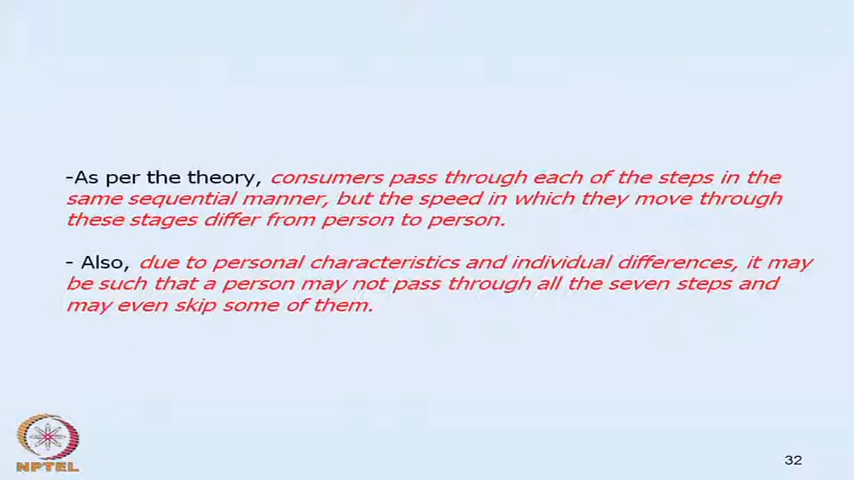 -As per the theory, consumers pass through each of the steps in the
same sequential manner, but the speed in which they move through
these stages differ from person to person.
- Also, due to personal characteristics and individual differences, it may
be such that a person may not pass through all the seven steps and
may even skip some of them.
NPTEL
32